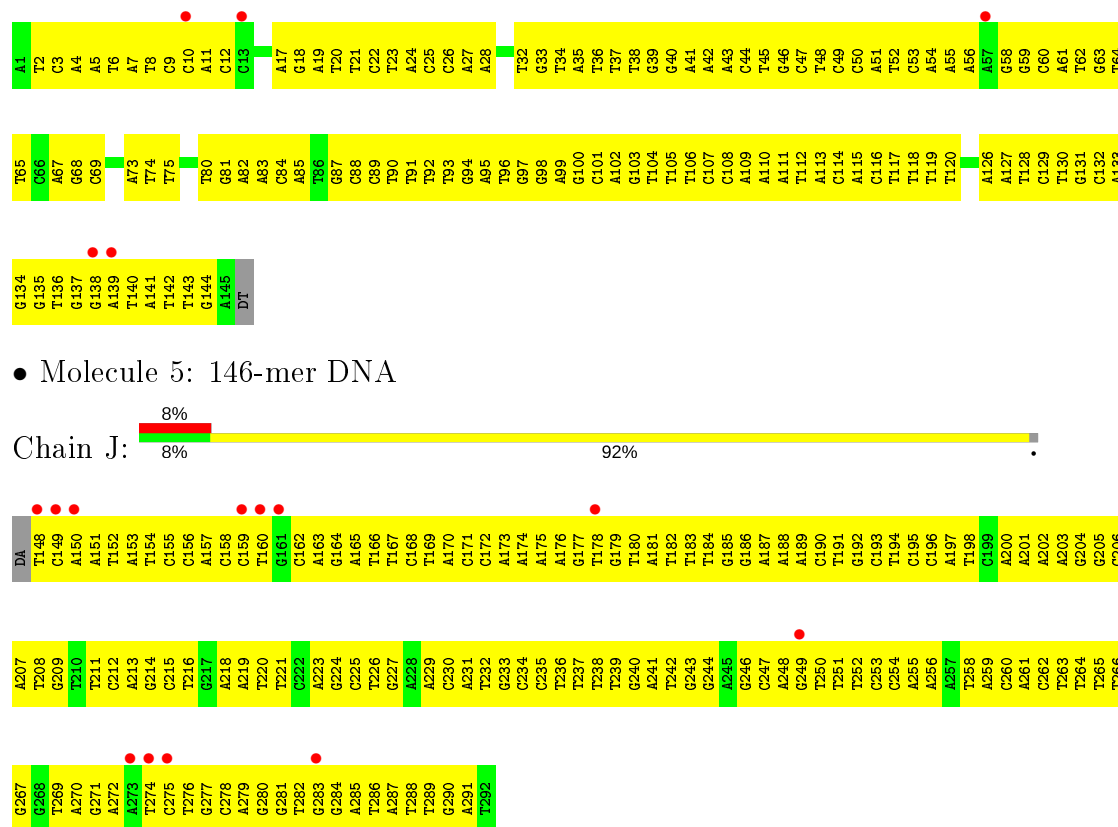 A1 T2 C3 A4 A5 T6 A7 T8 C9 C10 A11 C12 C13 A17 G18 A19 T20 T21 C22 T23 A24 C25 C26 A27 A28 T32 G33 T34 A35 T36 T37 T38 G39 G40 A41 A42 A43 C44 T45 G46 C47 T48 C49 C50 A51 T52 C53 A54 A55 A56 A57 G58 G59 C60 A61 T62 G63 T64
T65 C66 A67 G68 C69 A73 T74 T75 T80 G81 A82 A83 C84 A85 T86 G87 C88 C89 T90 T91 T92 T93 G94 A95 T96 G97 G98 A99 G100 C101 A102 G103 T104 T105 T106 C107 C108 A109 A110 A111 T112 A113 C114 A115 C116 T117 T118 T119 T120 A126 A127 T128 C129 T130 G131 C132 A133
G134 G135 T136 G137 G138 A139 T140 A141 T142 T143 G144 A145 DT
• Molecule 5: 146-mer DNA
8%
Chain J:
8% 92% •
DA T148 C149 A150 A151 T152 A153 T154 C155 C156 A157 C158 C159 T160 G161 C162 A163 G164 A165 T166 T167 C168 T169 A170 C171 C172 A173 A174 A175 A176 G177 T178 G179 T180 A181 T182 T183 T184 G185 G186 A187 A188 A189 C190 T191 G192 C193 T194 C195 C196 A197 T198 C199 A200 A201 A202 A203 G204 G205 C206
A207 T208 G209 T210 T211 C212 A213 G214 C215 T216 G217 A218 A219 T220 T221 C222 A223 G224 C225 T226 G227 A228 A229 C230 A231 T232 G233 C234 C235 T236 T237 T238 T239 G240 A241 T242 G243 G244 A245 G246 C247 A248 G249 T250 T251 T252 C253 C254 A255 A256 A257 T258 A259 C260 A261 C262 T263 T264 T265 T266
G267 G268 T269 A270 G271 A272 A273 T274 C275 T276 G277 C278 A279 G280 G281 T282 G283 G284 A285 T286 A287 T288 T289 G290 A291 T292